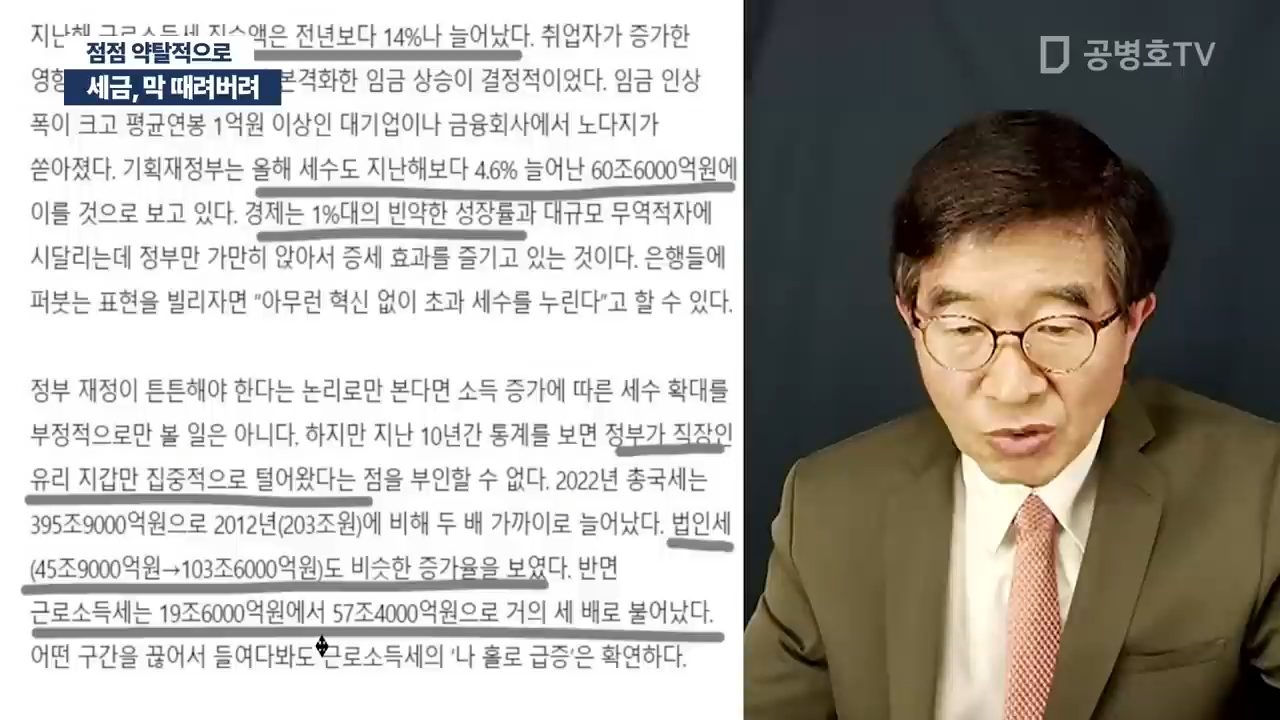 지난해 근로소득세 징수액은 전년보다 14%나 늘어났다. 취업자가 증가한
점점 약탈적으로
세금, 막 때려버려
공병호TV
영향 본격화한 임금 상승이 결정적이었다. 임금 인상
폭이 크고 평균연봉 1억원 이상인 대기업이나 금융회사에서 노다지가
쏟아졌다. 기획재정부는 올해 세수도 지난해보다 4.6% 늘어난 60조6000억원에
이를 것으로 보고 있다. 경제는 1%대의 빈약한 성장률과 대규모 무역적자에
시달리는데 정부만 가만히 앉아서 증세 효과를 즐기고 있는 것이다. 은행들에
퍼붓는 표현을 빌리자면 “아무런 혁신 없이 초과 세수를 누린다”고 할 수 있다.
정부 재정이 튼튼해야 한다는 논리로만 본다면 소득 증가에 따른 세수 확대를
부정적으로만 볼 일은 아니다. 하지만 지난 10년간 통계를 보면 정부가 직장인
유리 지갑만 집중적으로 털어왔다는 점을 부인할 수 없다. 2022년 총국세는
395조9000억원으로 2012년(203조원)에 비해 두 배 가까이로 늘어났다. 법인세
(45조9000억원→103조6000억원)도 비슷한 증가율을 보였다. 반면
근로소득세는 19조6000억원에서 57조4000억원으로 거의 세 배로 불어났다.
어떤 구간을 끊어서 들여다봐도 근로소득세의 ‘나 홀로 급증’은 확연하다.